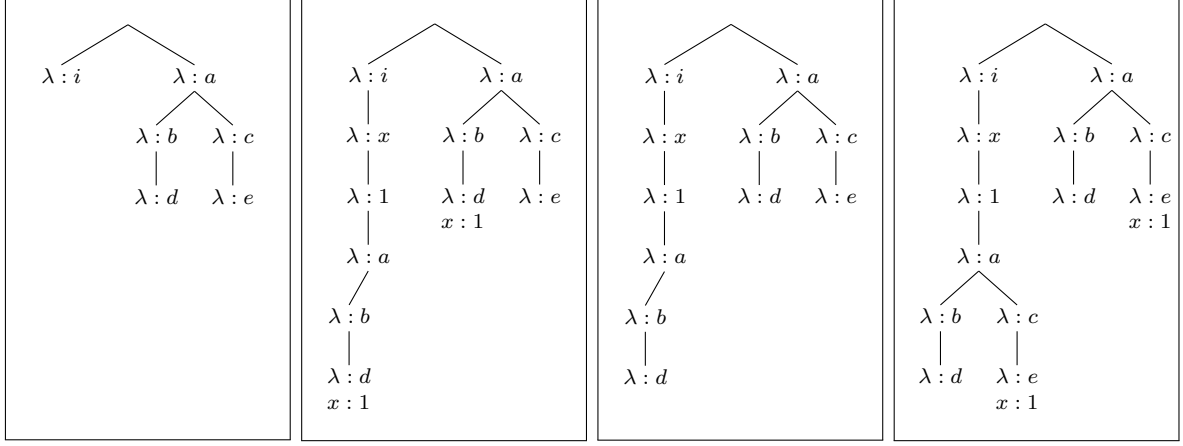 λ : i λ : a
λ : b λ : c
λ : d λ : e
λ : i λ : a
λ : x λ : b λ : c
λ : 1 λ : d λ : e
x : 1
λ : a
λ : b
λ : d
x : 1
λ : i λ : a
λ : x λ : b λ : c
λ : 1 λ : d λ : e
λ : a
λ : b
λ : d
λ : i λ : a
λ : x λ : b λ : c
λ : 1 λ : d λ : e
x : 1
λ : a
λ : b λ : c
λ : d λ : e
x : 1